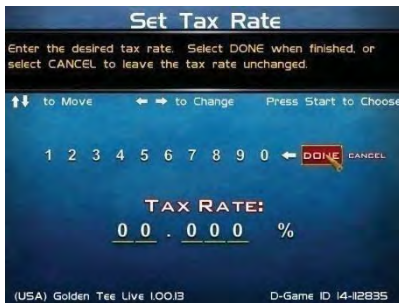 Set Tax Rate
Enter the desired tax rate. Select DONE when finished, or
select CANCEL to leave the tax rate unchanged.
↑↓ to Move ← → to Change Press Start to Choose
1 2 3 4 5 6 7 8 9 0 ← DONE CANCEL
TAX RATE:
00.000 %
(USA) Golden Tee Live 1.00.13 D-Game ID 14-112835